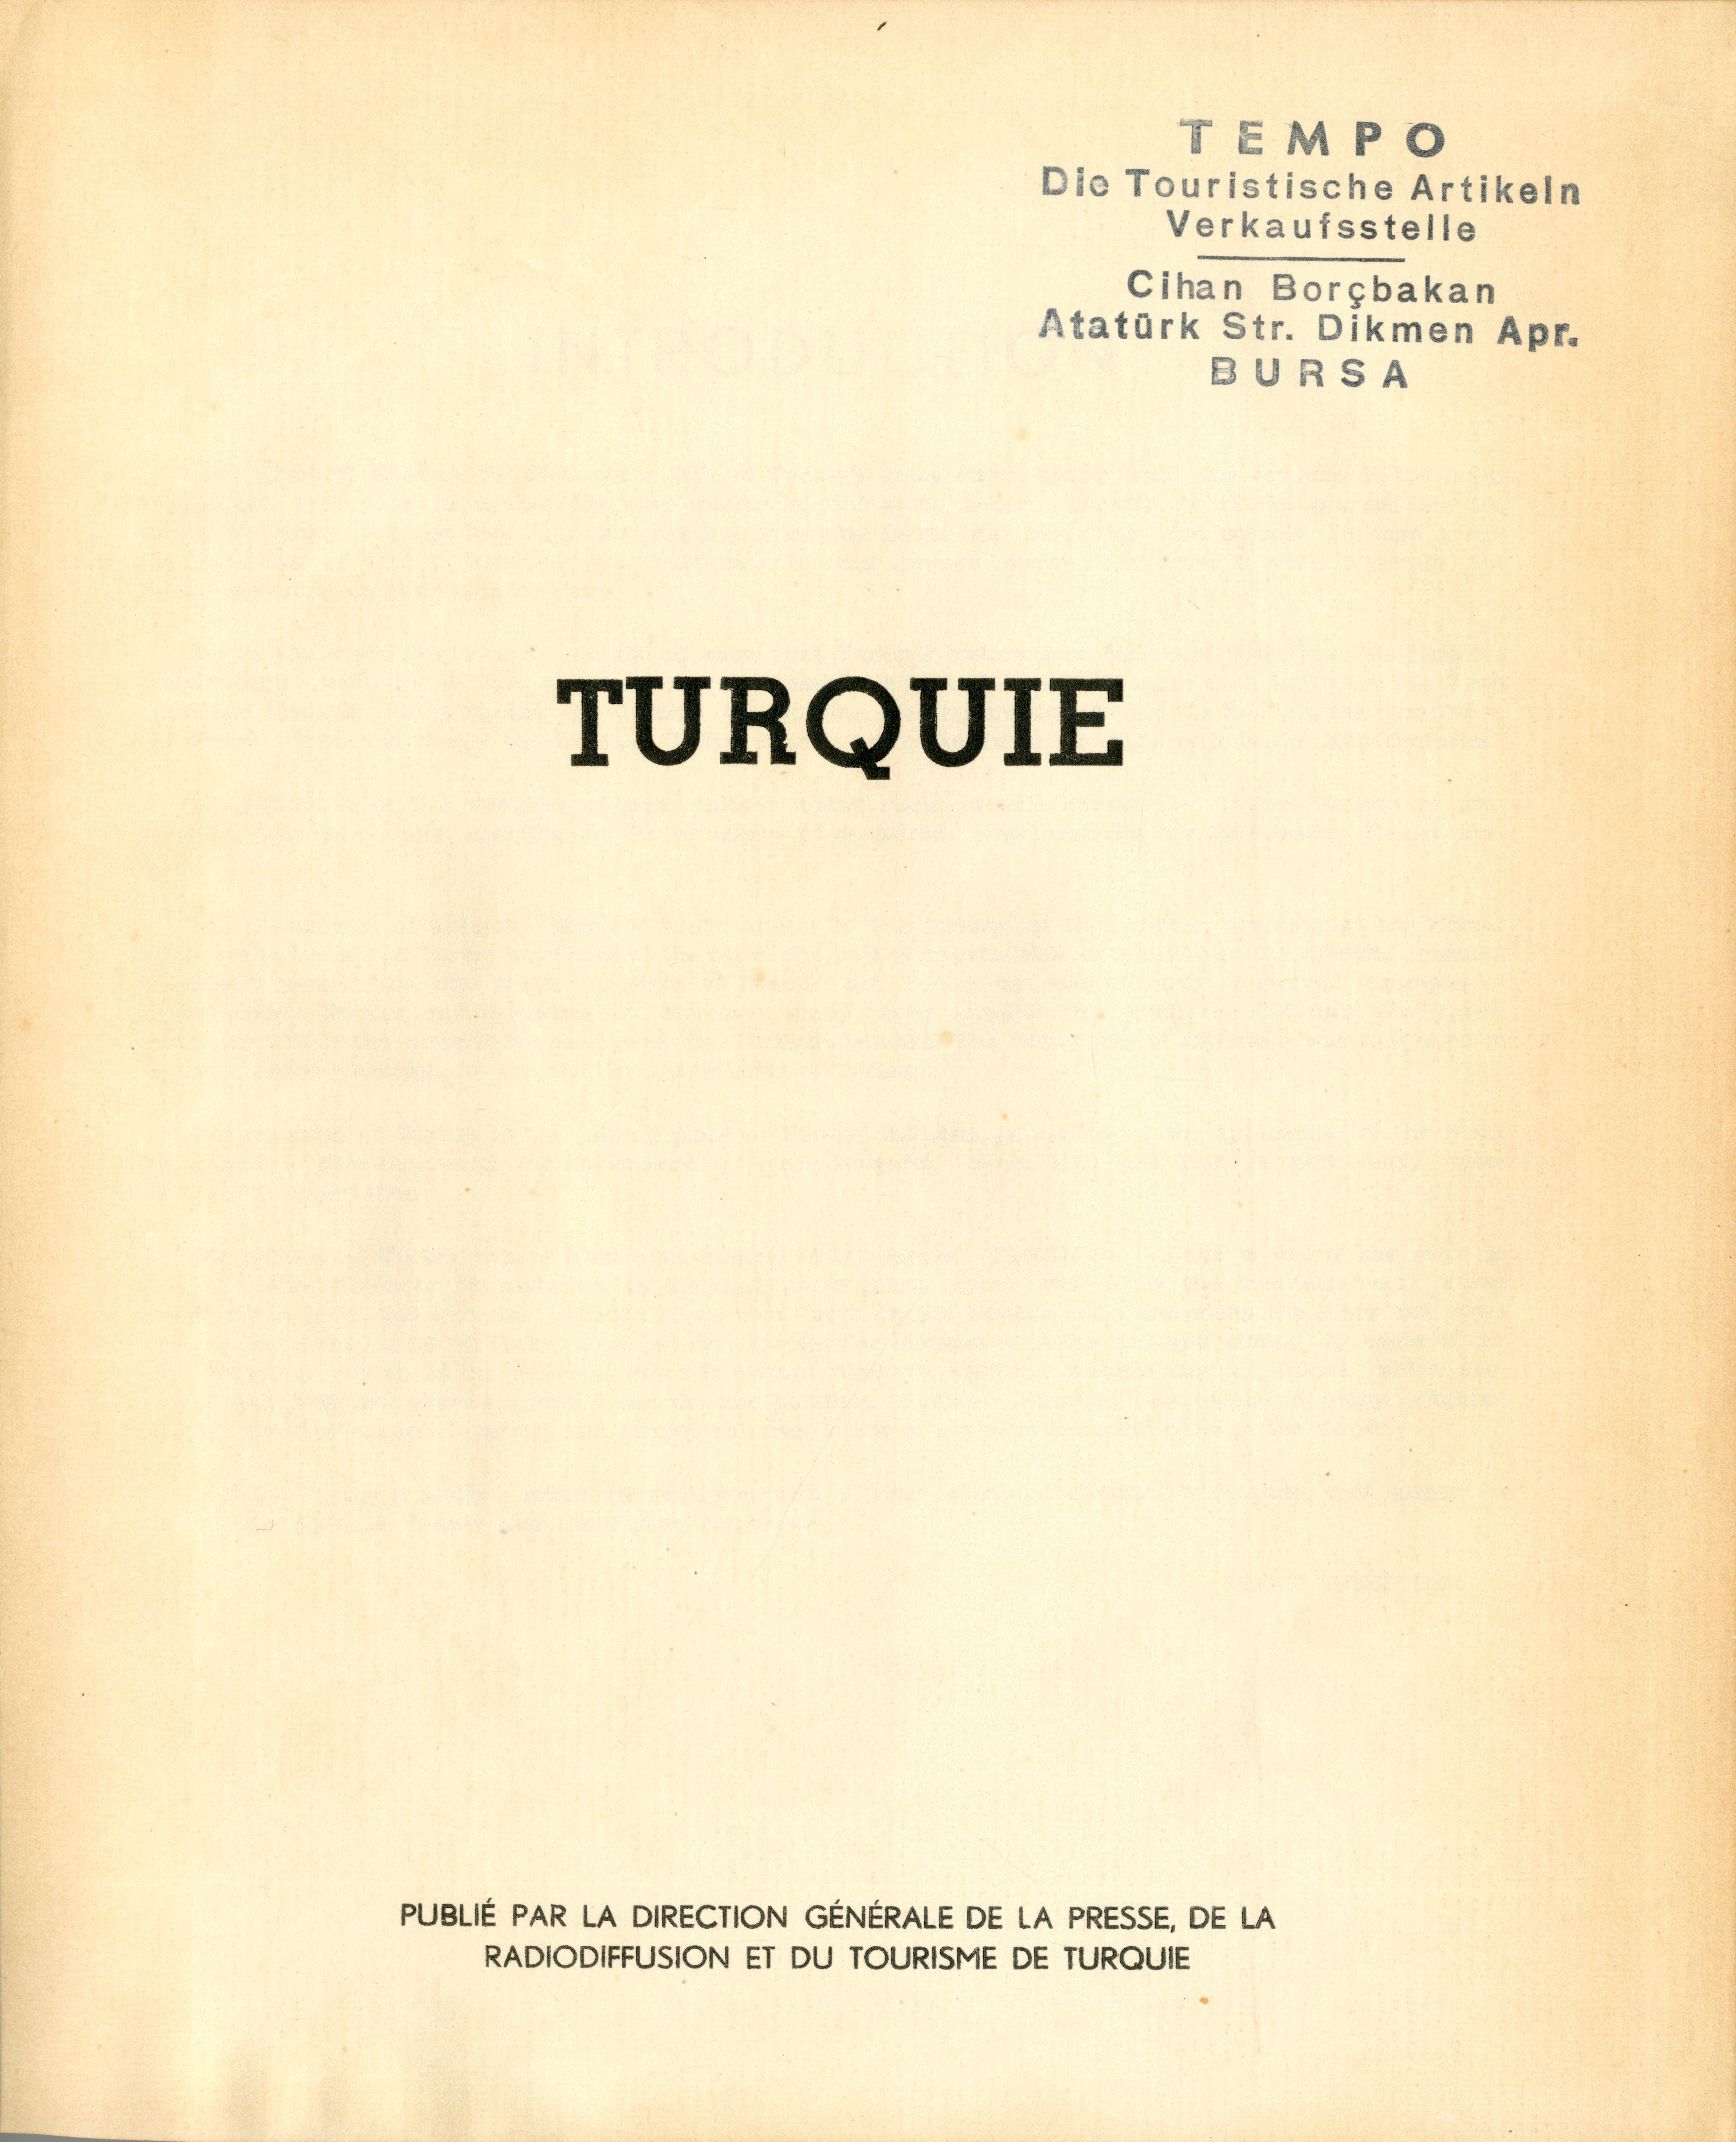 TEMPO
Die Touristische Artikeln
Verkaufsstelle
Cihan Borçbakan
Atatürk Str. Dikmen Apr.
BURSA
TURQUIE
PUBLIÉ PAR LA DIRECTION GÉNÉRALE DE LA PRESSE, DE LA
RADIODIFFUSION ET DU TOURISME DE TURQUIE